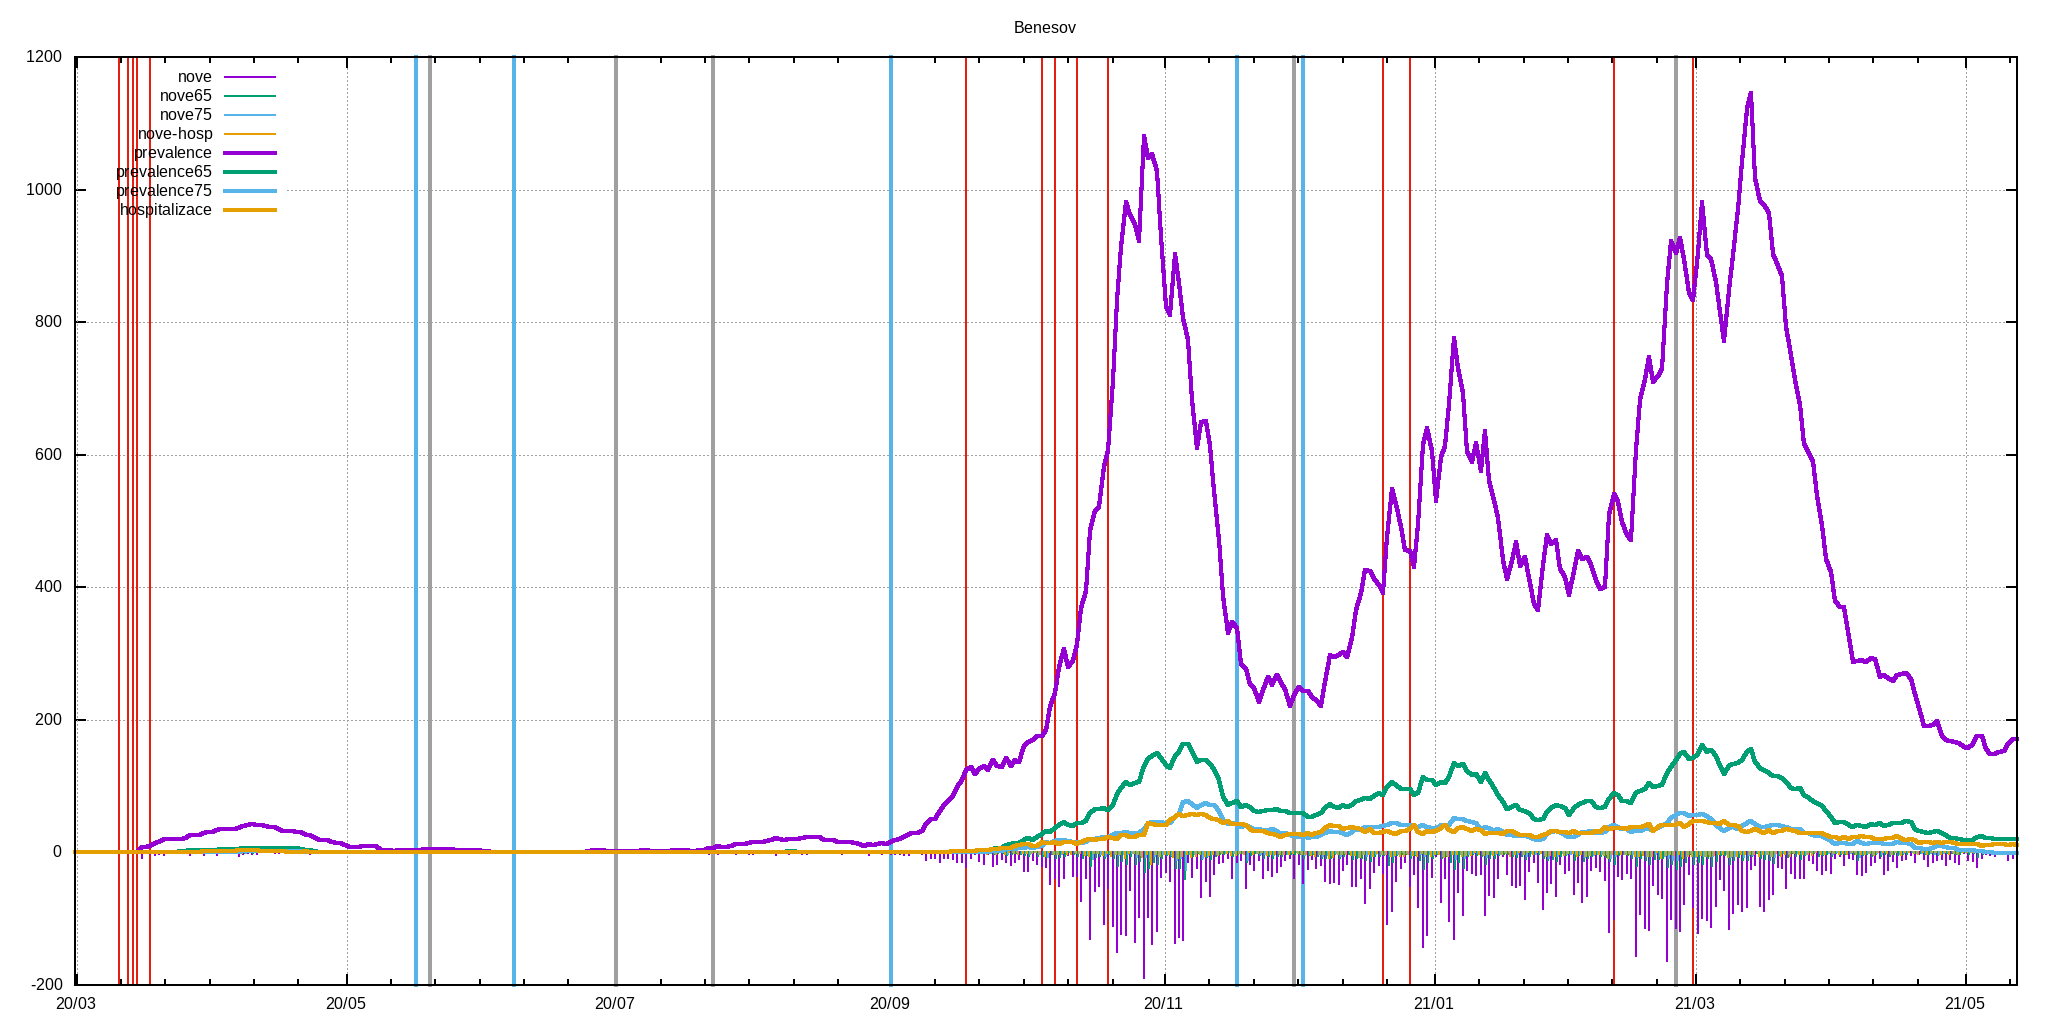 Benesov
1200
1000
800
600
400
200
0
-200
nove
nove65
nove75
nove-hosp
prevalence
prevalence65
prevalence75
hospitalizace
20/03 20/05 20/07 20/09 20/11 21/01 21/03 21/05